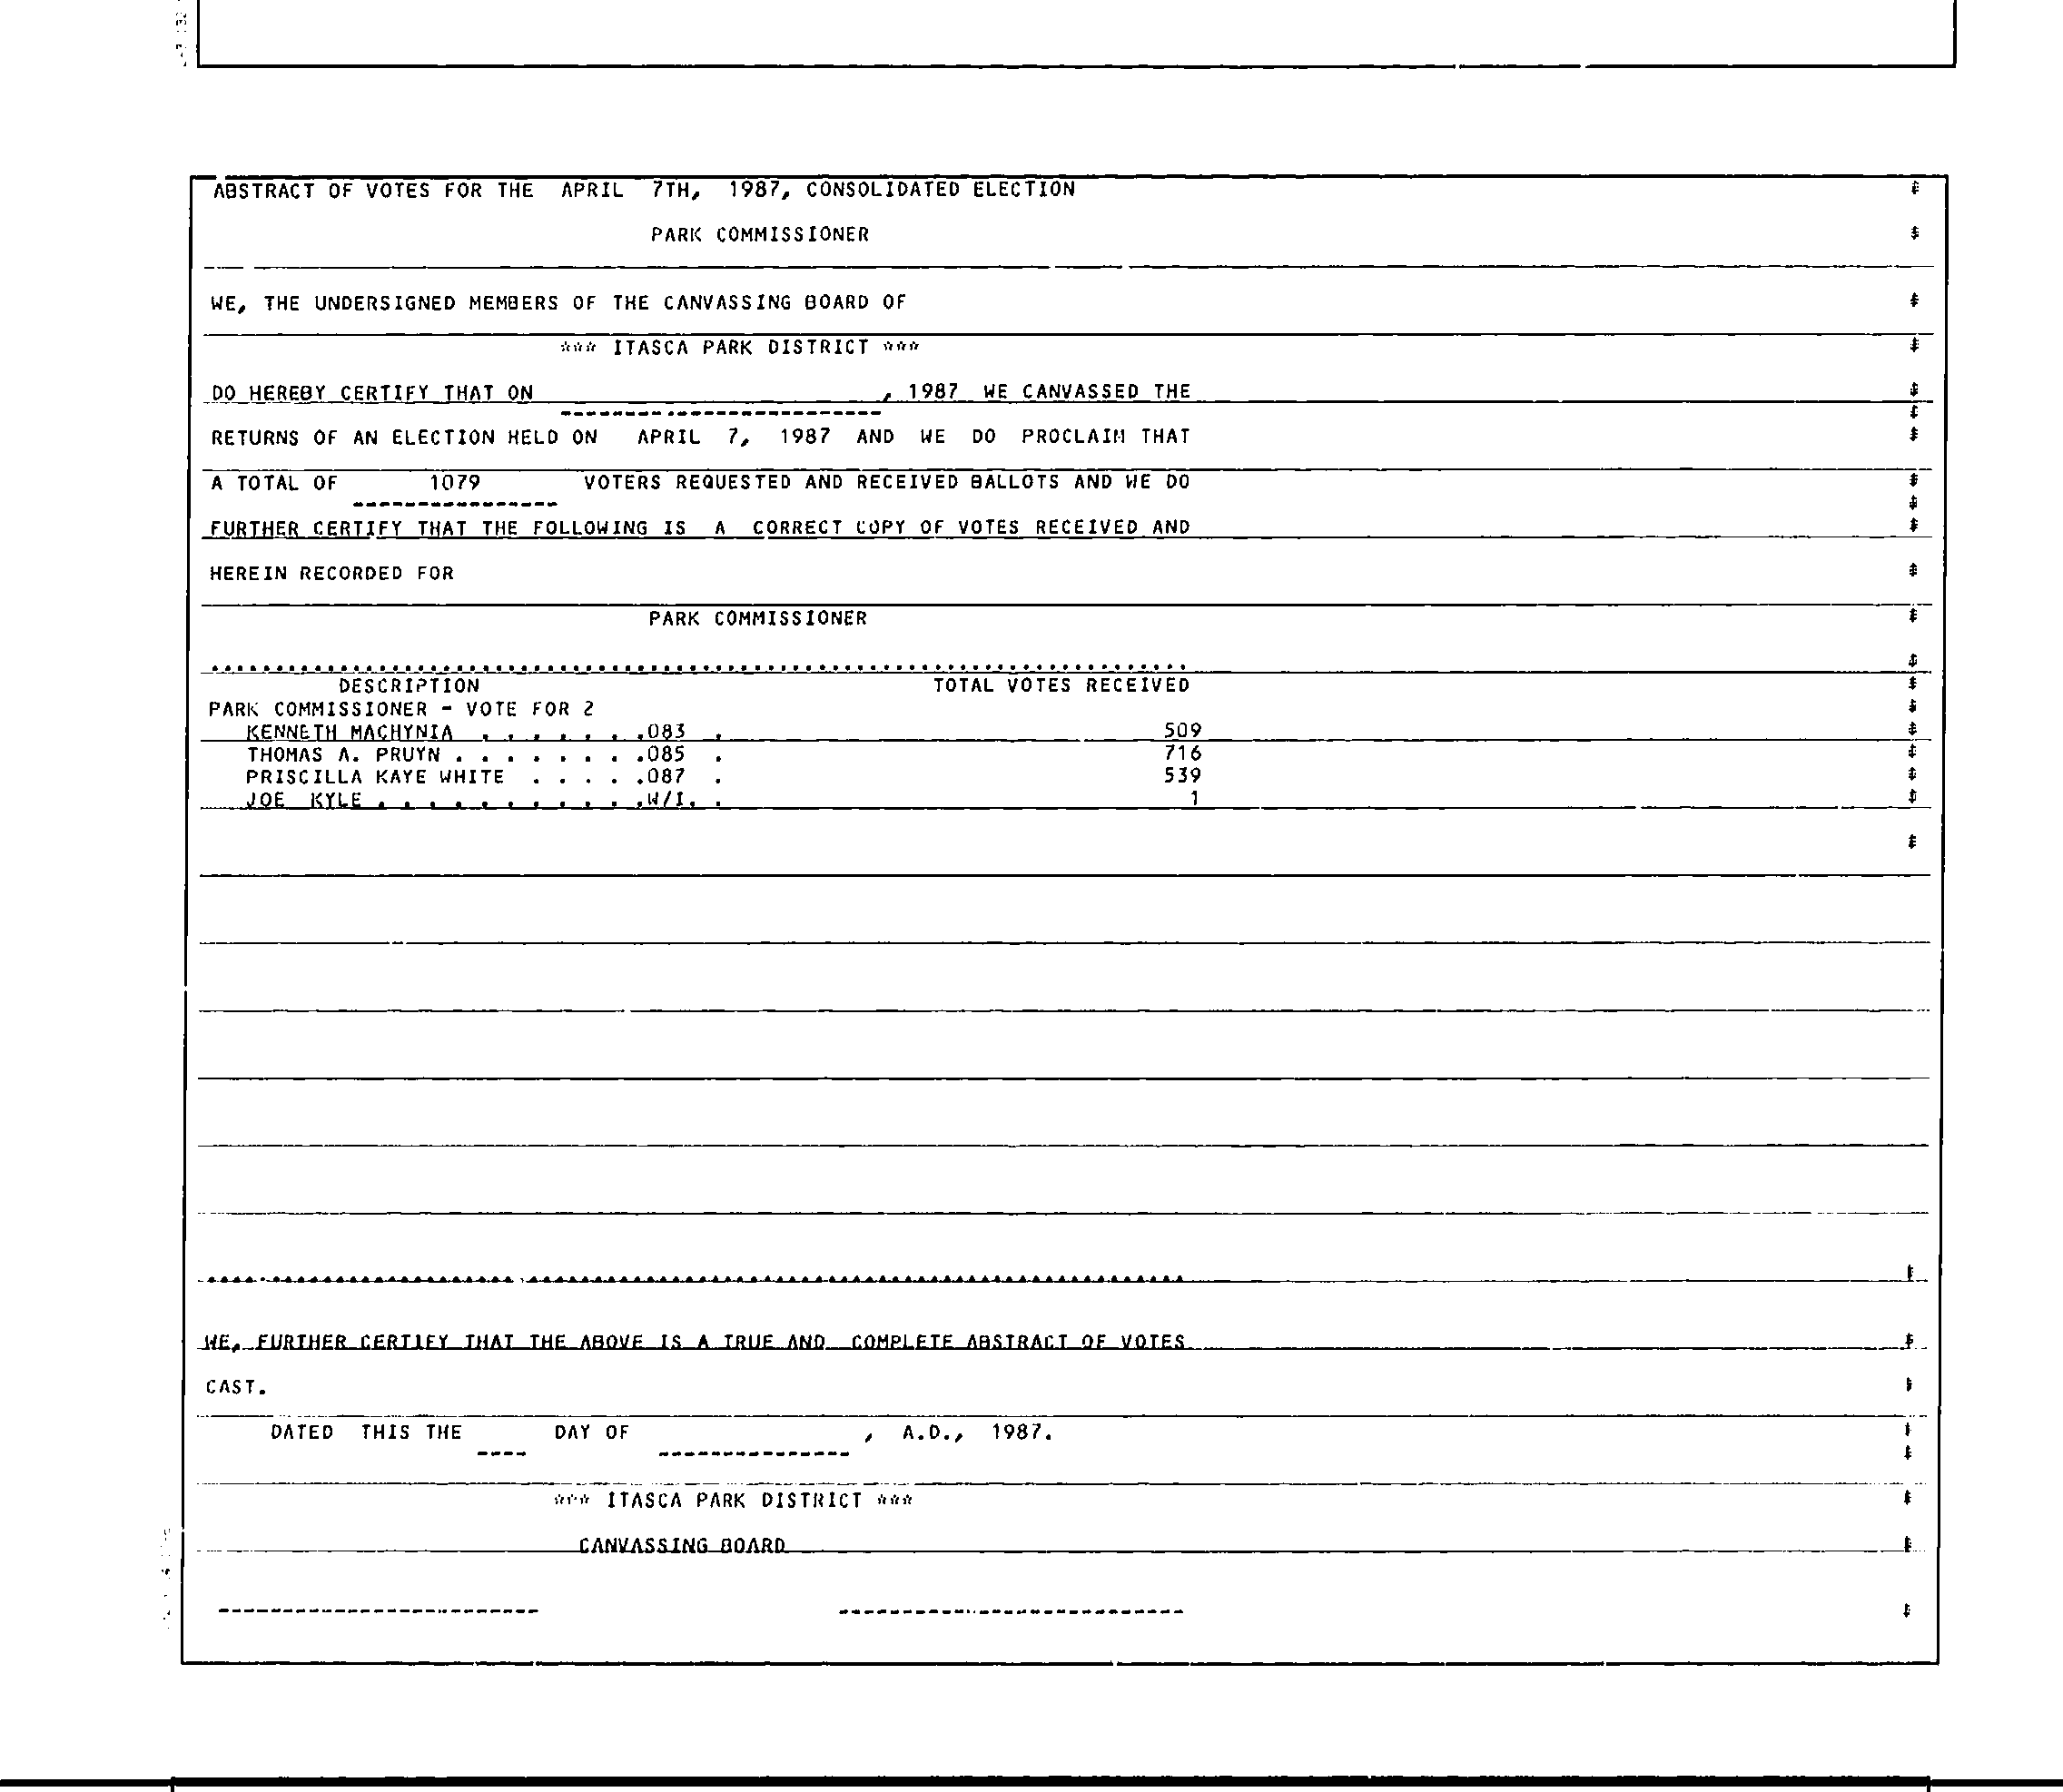 ABSTRACT OF VOTES FOR THE APRIL 7TH, 1987, CONSOLIDATED ELECTION
PARK COMMISSIONER
WE, THE UNDERSIGNED MEMBERS OF THE CANVASSING BOARD OF
*** ITASCA PARK DISTRICT ***
DO HEREBY CERTIFY THAT ON , 1987 WE CANVASSED THE
RETURNS OF AN ELECTION HELD ON APRIL 7, 1987 AND WE DO PROCLAIM THAT
A TOTAL OF 1079 VOTERS REQUESTED AND RECEIVED BALLOTS AND WE DO
FURTHER CERTIFY THAT THE FOLLOWING IS A CORRECT COPY OF VOTES RECEIVED AND
HEREIN RECORDED FOR
PARK COMMISSIONER
DESCRIPTION TOTAL VOTES RECEIVED
PARK COMMISSIONER - VOTE FOR 2
KENNETH MACHYNIA . . . . . . .083 . 509
THOMAS A. PRUYN . . . . . . . .085 . 716
PRISCILLA KAYE WHITE . . . . .087 . 539
JOE KYLE . . . . . . . . . . .W/I. . 1
WE, FURTHER CERTIFY THAT THE ABOVE IS A TRUE AND COMPLETE ABSTRACT OF VOTES
CAST.
DATED THIS THE ---- DAY OF ---------------, A.D., 1987.
*** ITASCA PARK DISTRICT ***
CANVASSING BOARD